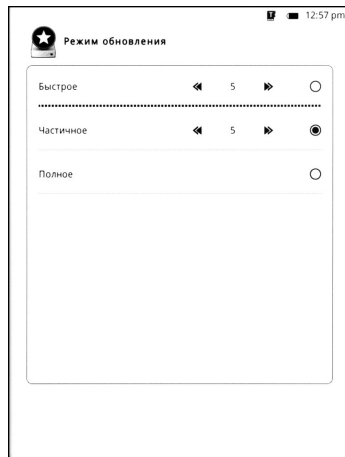 12:57 pm
Режим обновления
Быстрое 5
Частичное 5
Полное